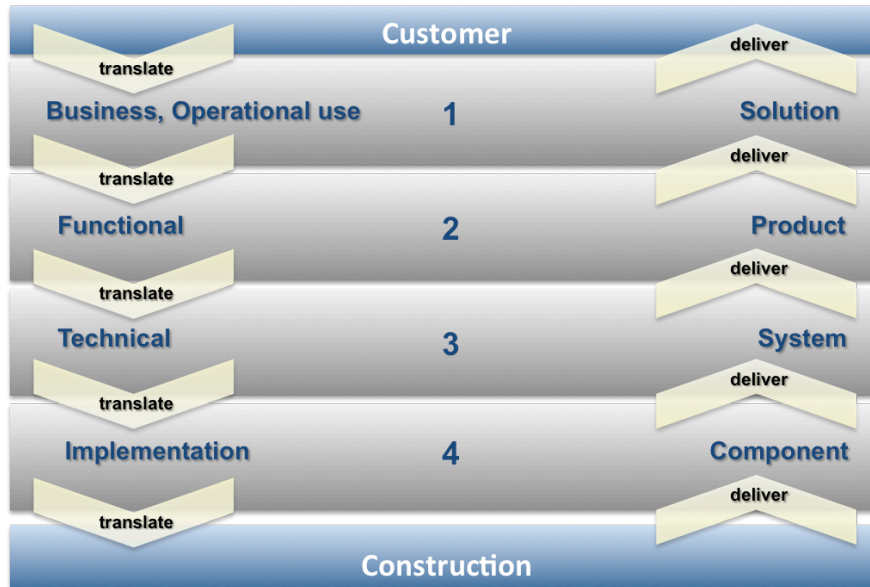 Customer
translate
deliver
Business, Operational use 1 Solution
translate
deliver
Functional 2 Product
translate
deliver
Technical 3 System
translate
deliver
Implementation 4 Component
translate
deliver
Construction